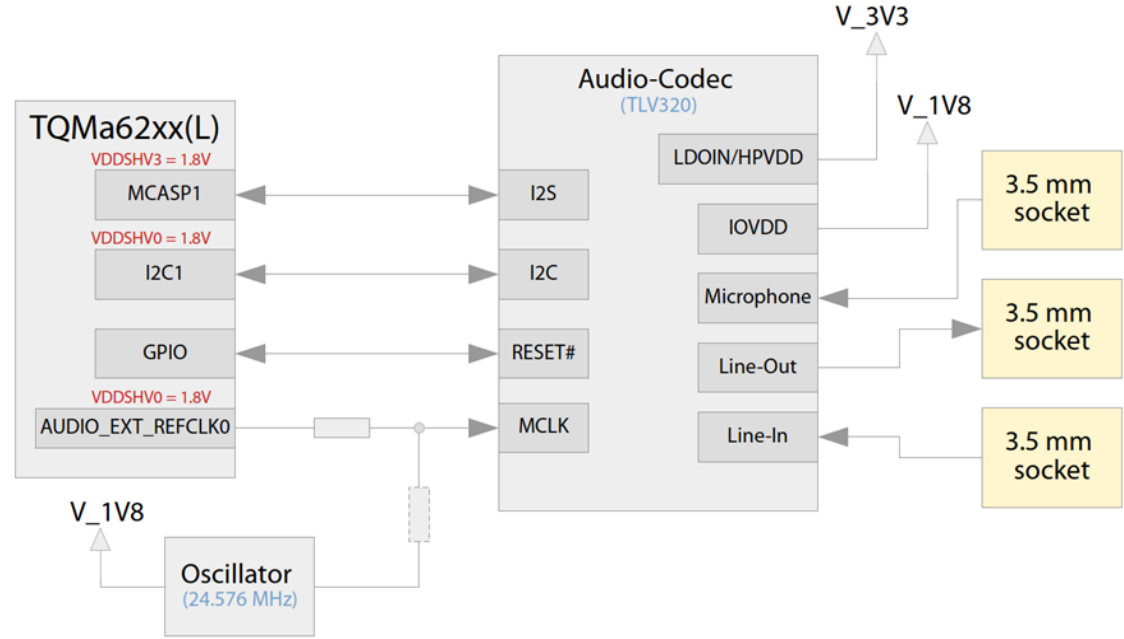 V_3V3
Audio-Codec
(TLV320)
V_1V8
TQMa62xx(L)
VDDSHV3 = 1.8V
MCASP1
I2S
LDOIN/HPVDD
3.5 mm
socket
IOVDD
VDDSHV0 = 1.8V
I2C1
I2C
Microphone
3.5 mm
socket
GPIO
RESET#
Line-Out
VDDSHV0 = 1.8V
AUDIO_EXT_REFCLK0
MCLK
Line-In
3.5 mm
socket
V_1V8
Oscillator
(24.576 MHz)